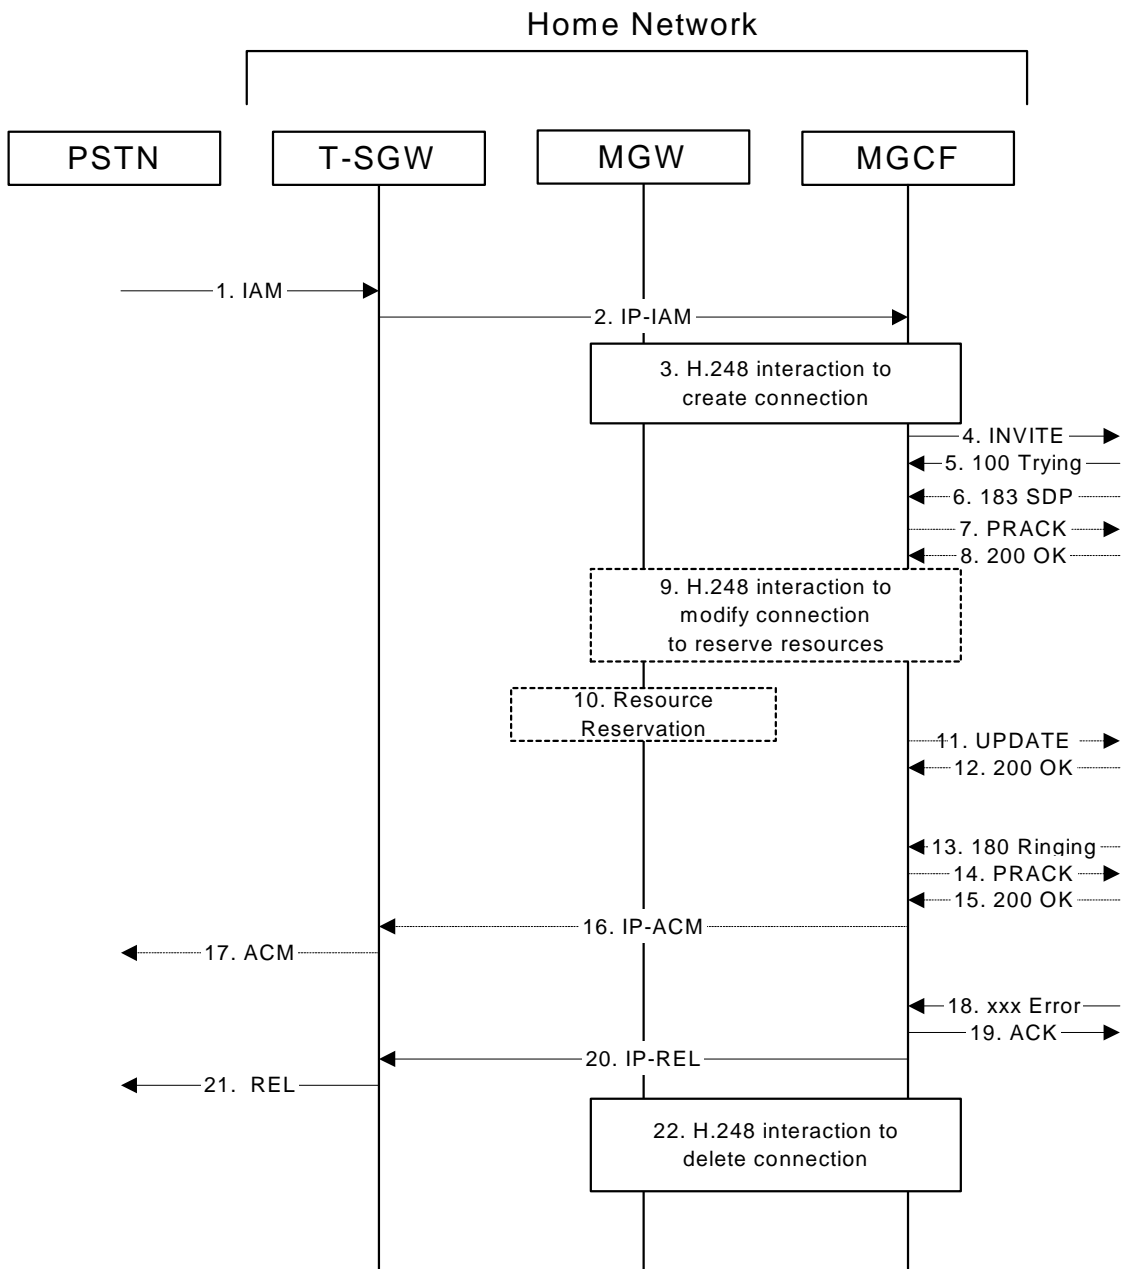 Home Network
PSTN
T-SGW
MGW
MGCF
1. IAM
2. IP-IAM
3. H.248 interaction to
create connection
4. INVITE
5. 100 Trying
6. 183 SDP
7. PRACK
8. 200 OK
9. H.248 interaction to
modify connection
to reserve resources
10. Resource
Reservation
11. UPDATE
12. 200 OK
13. 180 Ringing
14. PRACK
15. 200 OK
16. IP-ACM
17. ACM
18. xxx Error
19. ACK
20. IP-REL
21. REL
22. H.248 interaction to
delete connection